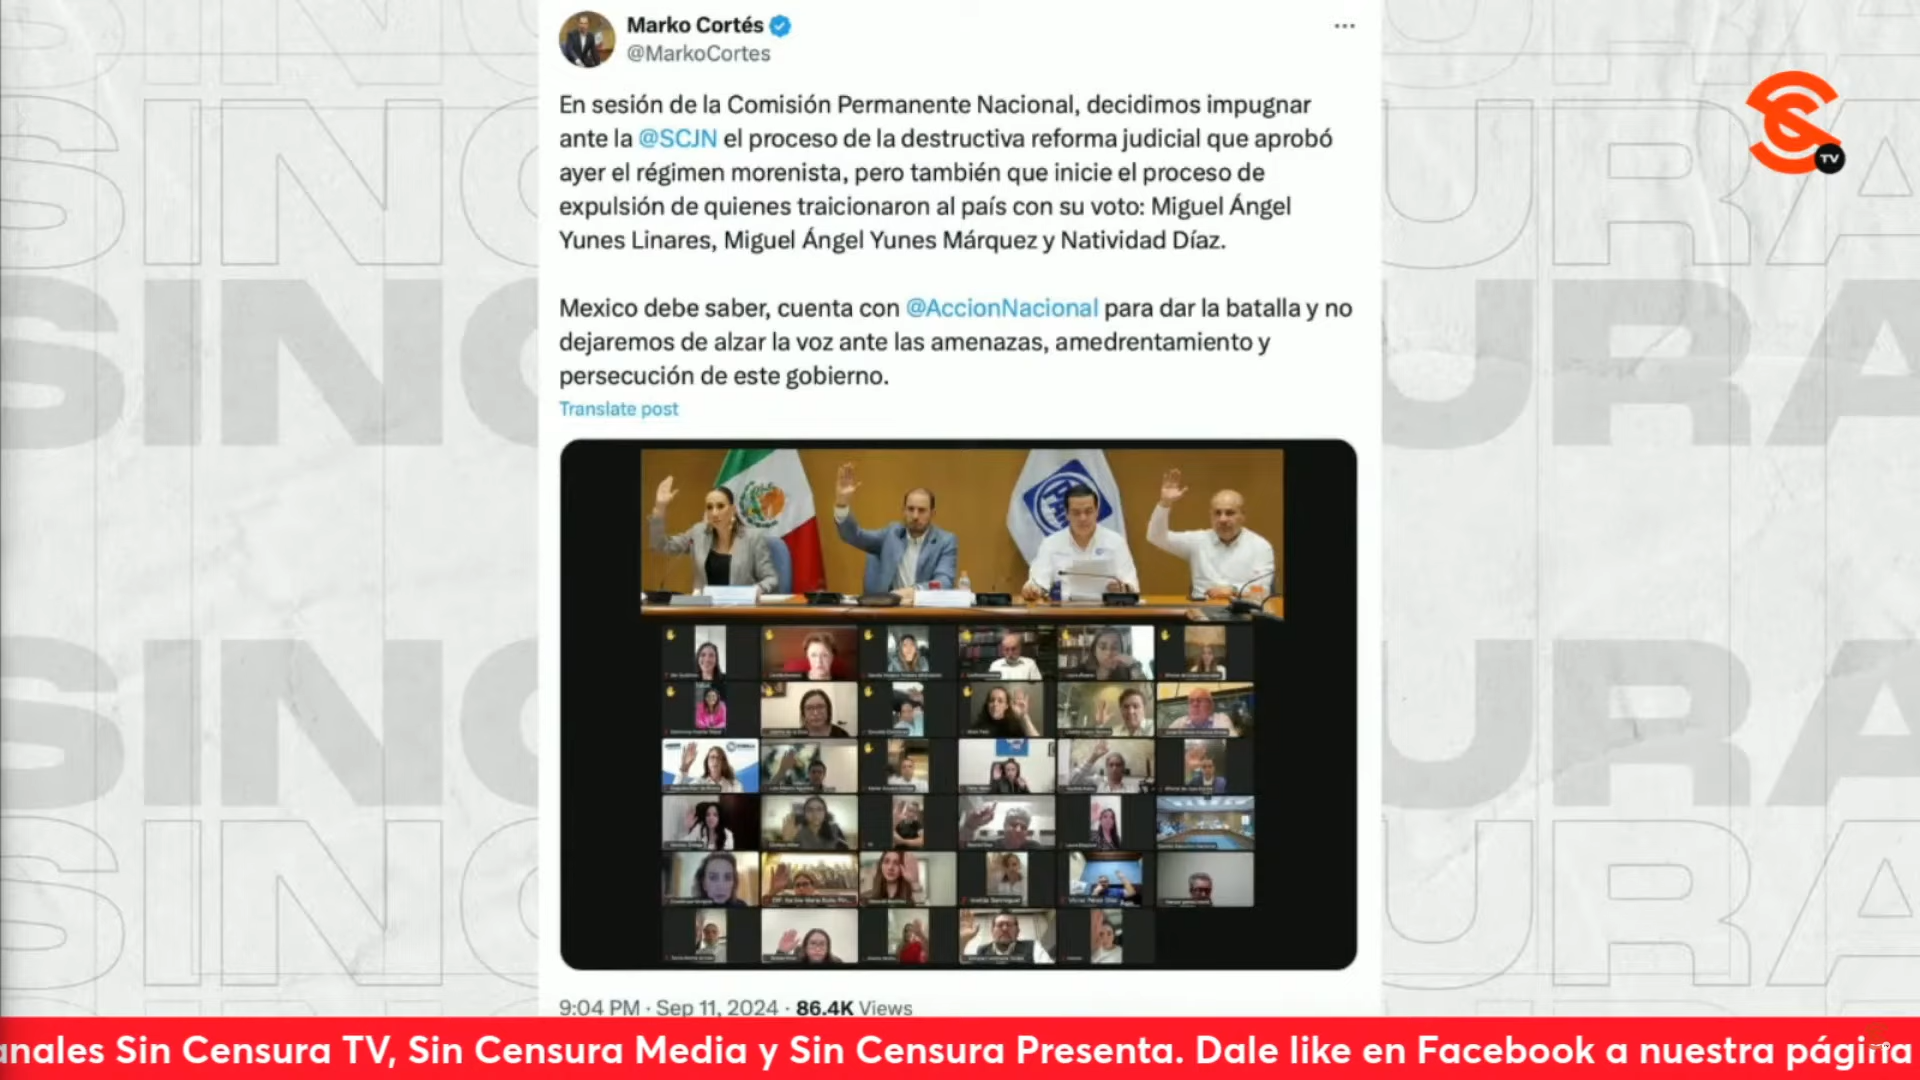 Marko Cortés
@MarkoCortes
TV
En sesión de la Comisión Permanente Nacional, decidimos impugnar
ante la @SCJN el proceso de la destructiva reforma judicial que aprobó
ayer el régimen morenista, pero también que inicie el proceso de
expulsión de quienes traicionaron al país con su voto: Miguel Ángel
Yunes Linares, Miguel Ángel Yunes Márquez y Natividad Díaz.
Mexico debe saber, cuenta con @AccionNacional para dar la batalla y no
dejaremos de alzar la voz ante las amenazas, amedrentamiento y
persecución de este gobierno.
Translate post
PAN
9:04 PM · Sep 11, 2024 · 86.4K Views
anales Sin Censura TV, Sin Censura Media y Sin Censura Presenta. Dale like en Facebook a nuestra página